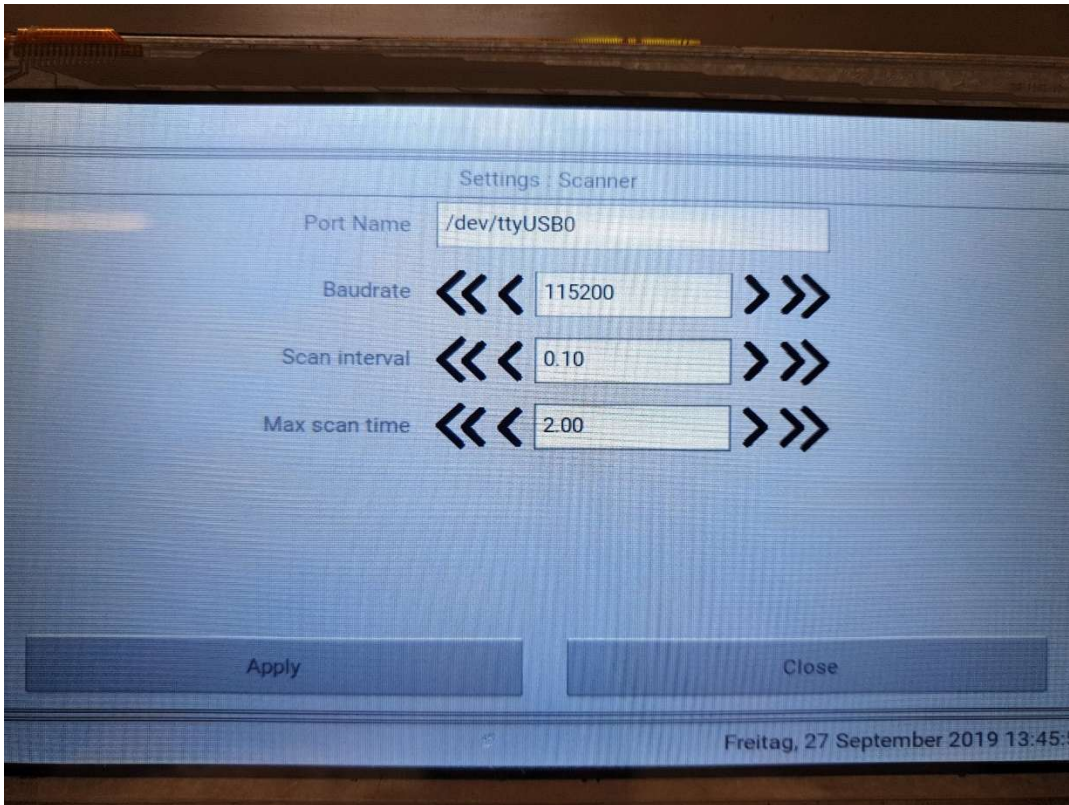 Settings : Scanner
Port Name /dev/ttyUSB0
Baudrate 115200
Scan interval 0.10
Max scan time 2.00
Apply Close
Freitag, 27 September 2019 13:45: